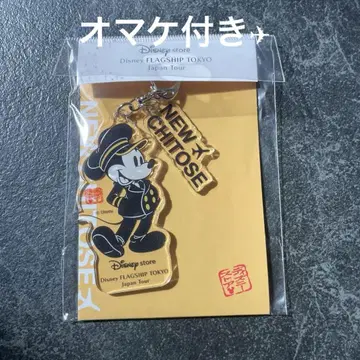 オマケ付き✈
Disney store
Disney FLAGSHIP TOKYO
Japan Tour
NEW
CHITOSE
Disney store
Disney FLAGSHIP TOKYO
Japan Tour